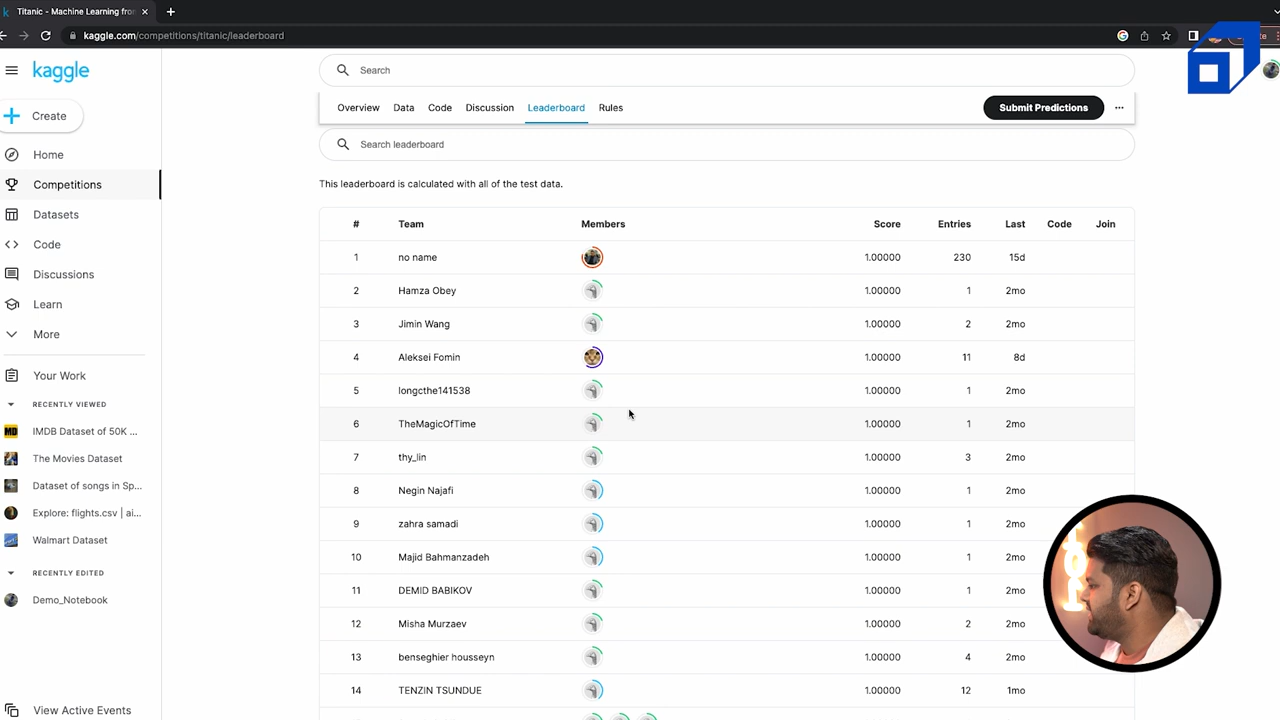 Titanic - Machine Learning fro
kaggle.com/competitions/titanic/leaderboard
kaggle
Search
Overview Data Code Discussion Leaderboard Rules Submit Predictions ...
Create
Search leaderboard
Home
Competitions
This leaderboard is calculated with all of the test data.
Datasets
# Team Members Score Entries Last Code Join
Code
1 no name 1.00000 230 15d
Discussions
2 Hamza Obey 1.00000 1 2mo
Learn
3 Jimin Wang 1.00000 2 2mo
More
4 Aleksei Fomin 1.00000 11 8d
Your Work
5 longcthe141538 1.00000 1 2mo
RECENTLY VIEWED
6 TheMagicOfTime 1.00000 1 2mo
IMDB Dataset of 50K ...
The Movies Dataset
7 thy_lin 1.00000 3 2mo
Dataset of songs in Sp...
8 Negin Najafi 1.00000 1 2mo
Explore: flights.csv | ai...
9 zahra samadi 1.00000 1 2mo
Walmart Dataset
10 Majid Bahmanzadeh 1.00000 1 2mo
RECENTLY EDITED
11 DEMID BABIKOV 1.00000 1 2mo
Demo_Notebook
12 Misha Murzaev 1.00000 2 2mo
13 benseghier housseyn 1.00000 4 2mo
14 TENZIN TSUNDUE 1.00000 12 1mo
View Active Events